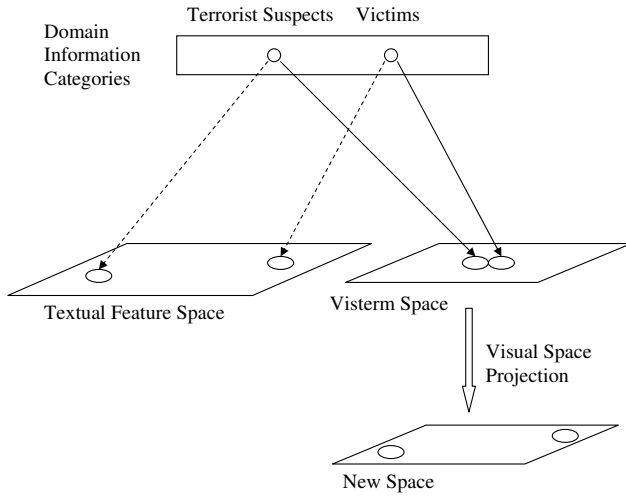 Terrorist Suspects Victims
Domain
Information
Categories
Textual Feature Space
Visterm Space
Visual Space
Projection
New Space